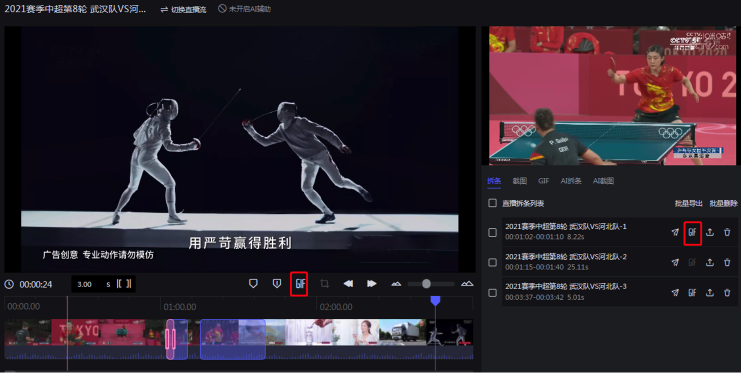 2021赛季中超第8轮 武汉队VS河... 切换直播流 未开启AI辅助
广告创意 专业动作请勿模仿
用严苛赢得胜利
TOKYO 2
00:00:24 3.00 s GIF
00:00.00 01:00.00 02:00.00
拆条 截图 GIF AI拆条 AI截图
直播拆条列表 批量导出 批量删除
2021赛季中超第8轮 武汉队VS河北队-1
00:01:02-00:01:10 8.22s GIF
2021赛季中超第8轮 武汉队VS河北队-2
00:01:15-00:01:40 25.11s GIF
2021赛季中超第8轮 武汉队VS河北队-3
00:03:37-00:03:42 5.01s GIF